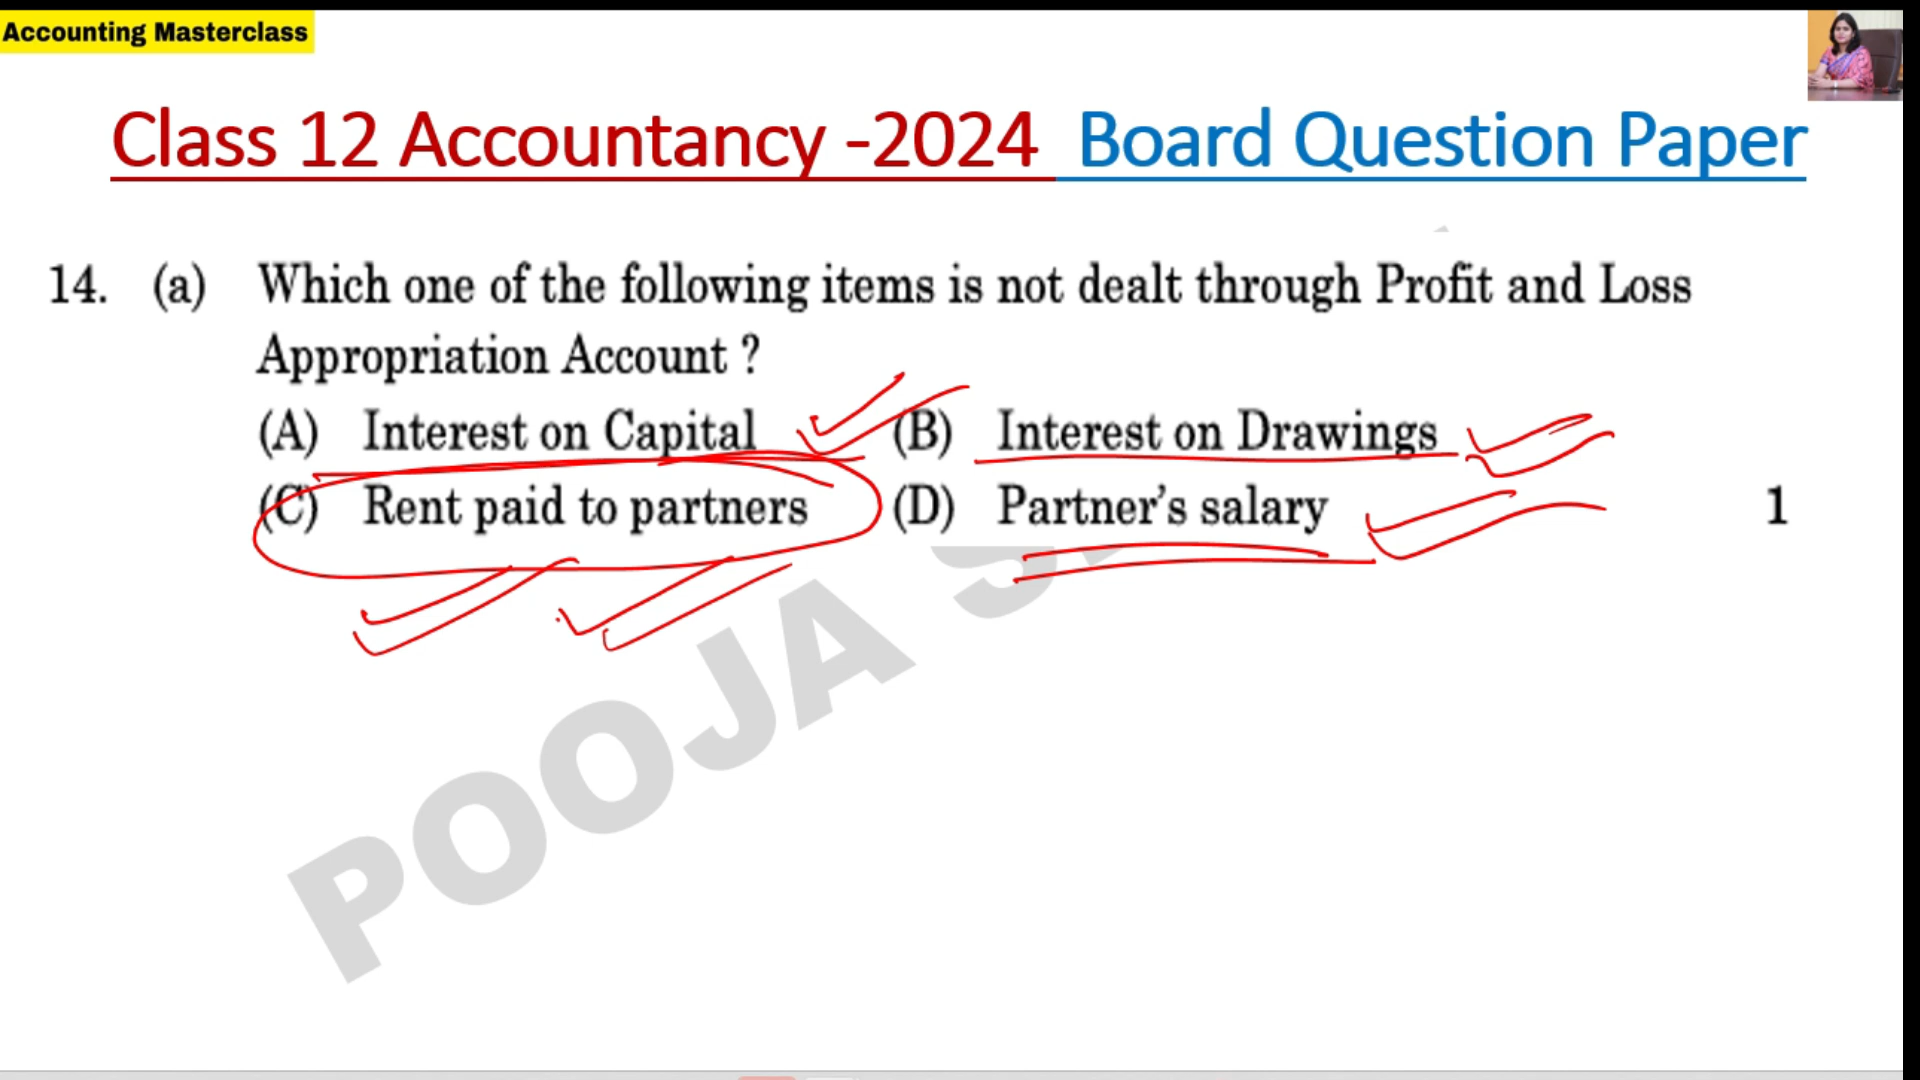 Accounting Masterclass
Class 12 Accountancy -2024 Board Question Paper
14. (a) Which one of the following items is not dealt through Profit and Loss
Appropriation Account ?
(A) Interest on Capital (B) Interest on Drawings
(C) Rent paid to partners (D) Partner's salary 1
POOJA